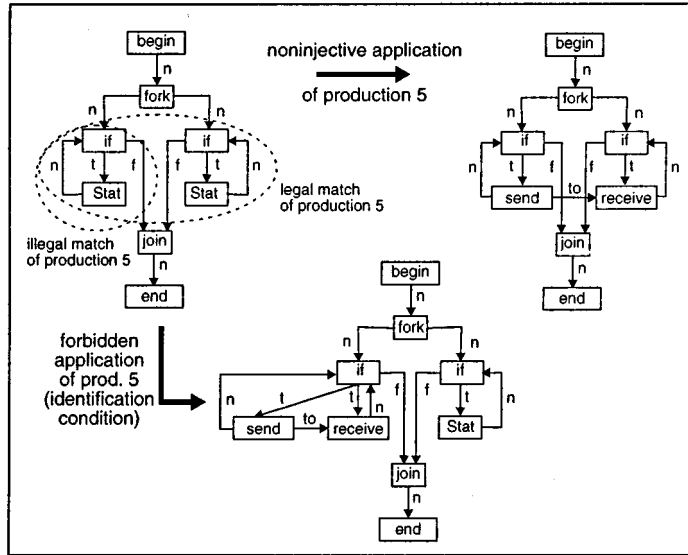 begin
n
fork
n
n
if
if
n
t
f
f
t
n
Stat
Stat
legal match
of production 5
illegal match
of production 5
join
n
end
noninjective application
of production 5
begin
n
fork
n
n
if
if
n
t
f
f
t
n
send
to
receive
join
n
end
forbidden
application
of prod. 5
(identification
condition)
begin
n
fork
n
n
if
if
n
t
t
n
f
f
t
n
send
to
receive
Stat
join
n
end